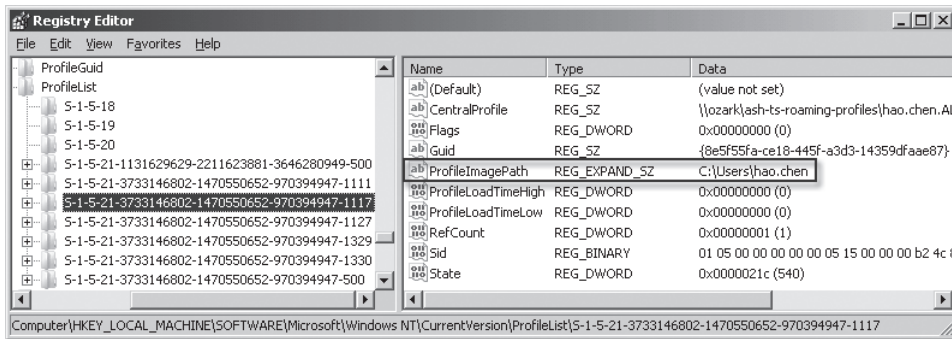 Registry Editor
File Edit View Favorites Help
ProfileGuid
ProfileList
S-1-5-18
S-1-5-19
S-1-5-20
S-1-5-21-1131629629-2211623881-3646280949-500
S-1-5-21-3733146802-1470550652-970394947-1111
S-1-5-21-3733146802-1470550652-970394947-1117
S-1-5-21-3733146802-1470550652-970394947-1127
S-1-5-21-3733146802-1470550652-970394947-1329
S-1-5-21-3733146802-1470550652-970394947-1330
S-1-5-21-3733146802-1470550652-970394947-500
Name Type Data
(Default) REG_SZ (value not set)
CentralProfile REG_SZ \\ozark\ash-ts-roaming-profiles\hao.chen.AL
Flags REG_DWORD 0x00000000 (0)
Guid REG_SZ {8e5f55fa-ce18-445f-a3d3-14359dfaae87}
ProfileImagePath REG_EXPAND_SZ C:\Users\hao.chen
ProfileLoadTimeHigh REG_DWORD 0x00000000 (0)
ProfileLoadTimeLow REG_DWORD 0x00000000 (0)
RefCount REG_DWORD 0x00000001 (1)
Sid REG_BINARY 01 05 00 00 00 00 00 05 15 00 00 00 b2 4c
State REG_DWORD 0x0000021c (540)
Computer\HKEY_LOCAL_MACHINE\SOFTWARE\Microsoft\Windows NT\CurrentVersion\ProfileList\S-1-5-21-3733146802-1470550652-970394947-1117